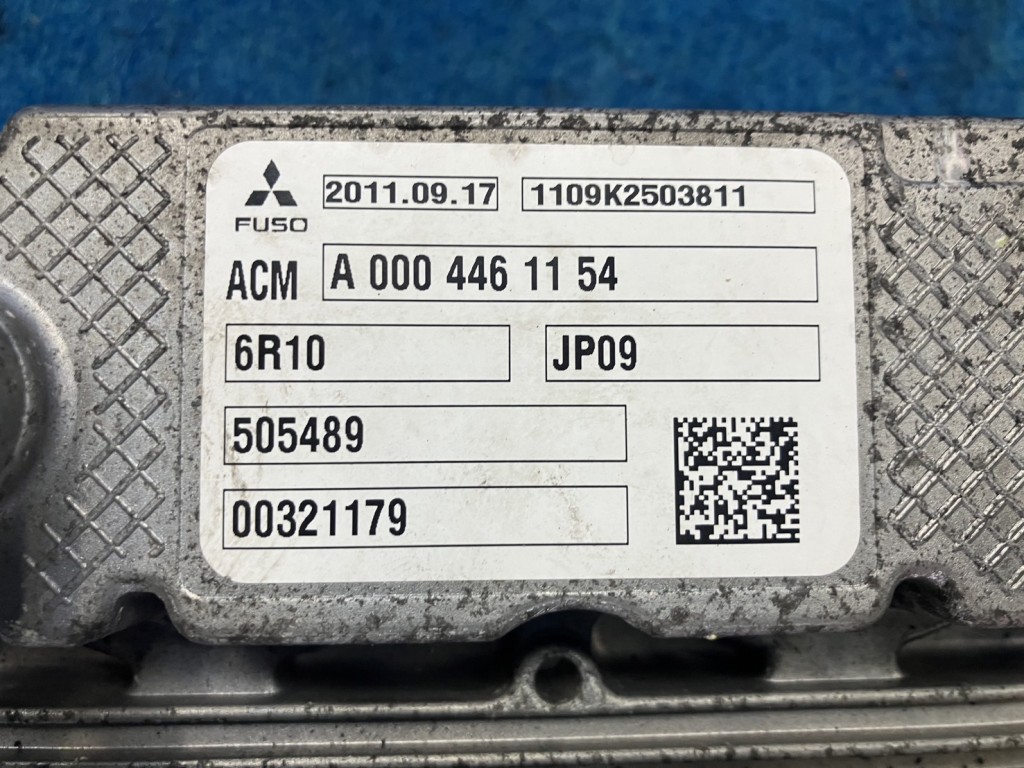 2011.09.17 1109K2503811
FUSO
ACM A 000 446 11 54
6R10 JP09
505489
00321179